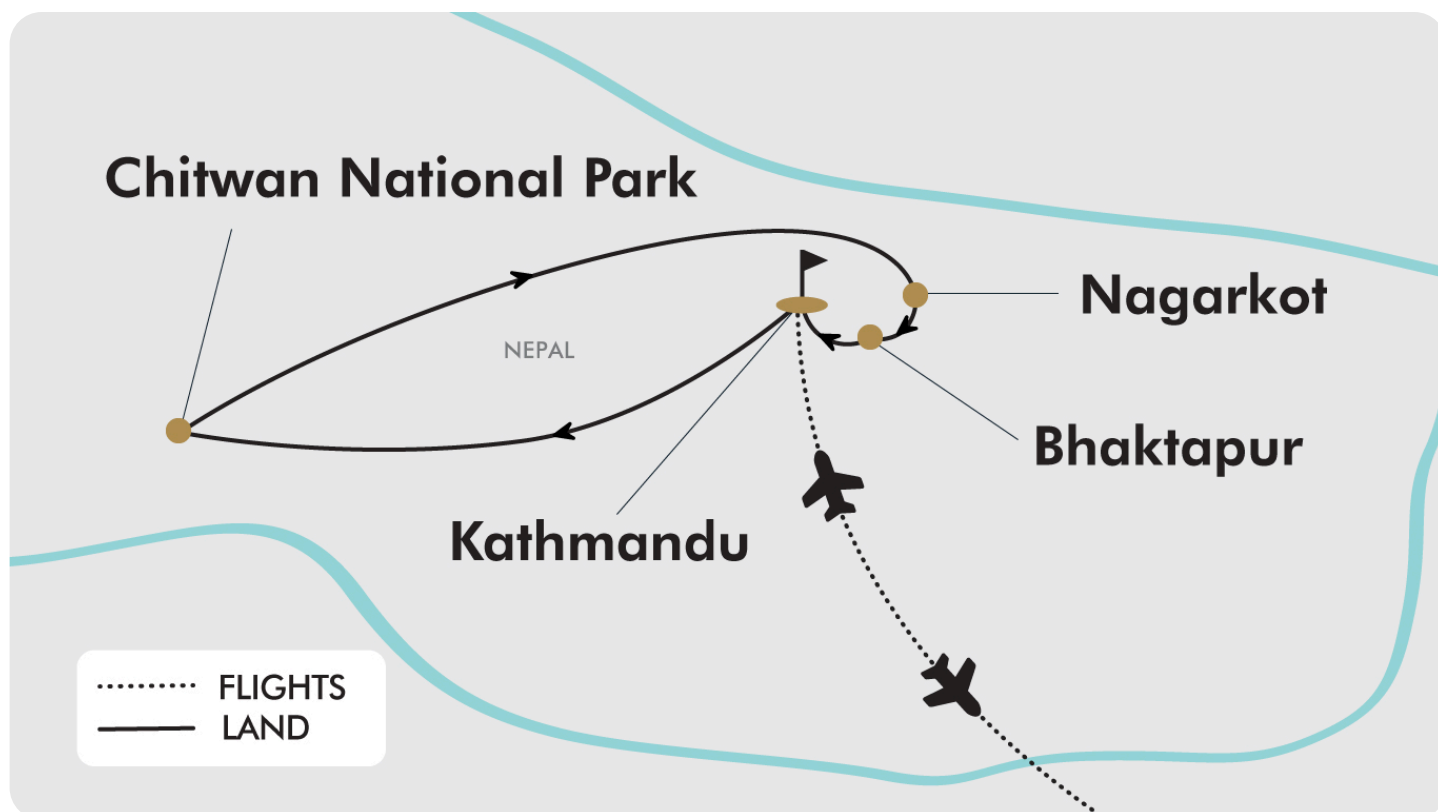 Chitwan National Park
Nagarkot
NEPAL
Bhaktapur
Kathmandu
FLIGHTS
LAND